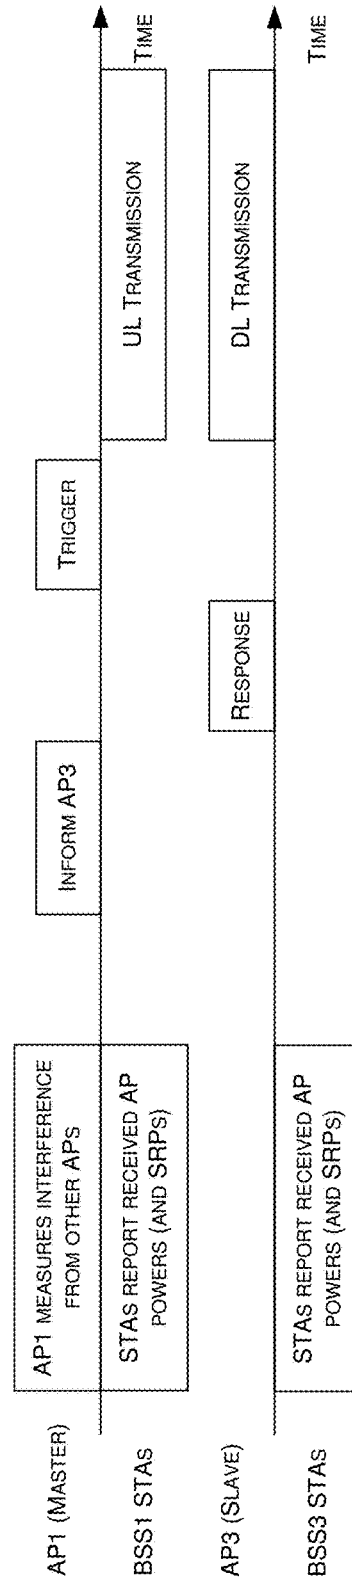 AP1 (MASTER)
AP1 MEASURES INTERFERENCE
FROM OTHER APS
INFORM AP3
TRIGGER
BSS1 STAS
STAS REPORT RECEIVED AP
POWERS (AND SRPS)
UL TRANSMISSION
TIME
AP3 (SLAVE)
RESPONSE
DL TRANSMISSION
BSS3 STAS
STAS REPORT RECEIVED AP
POWERS (AND SRPS)
TIME